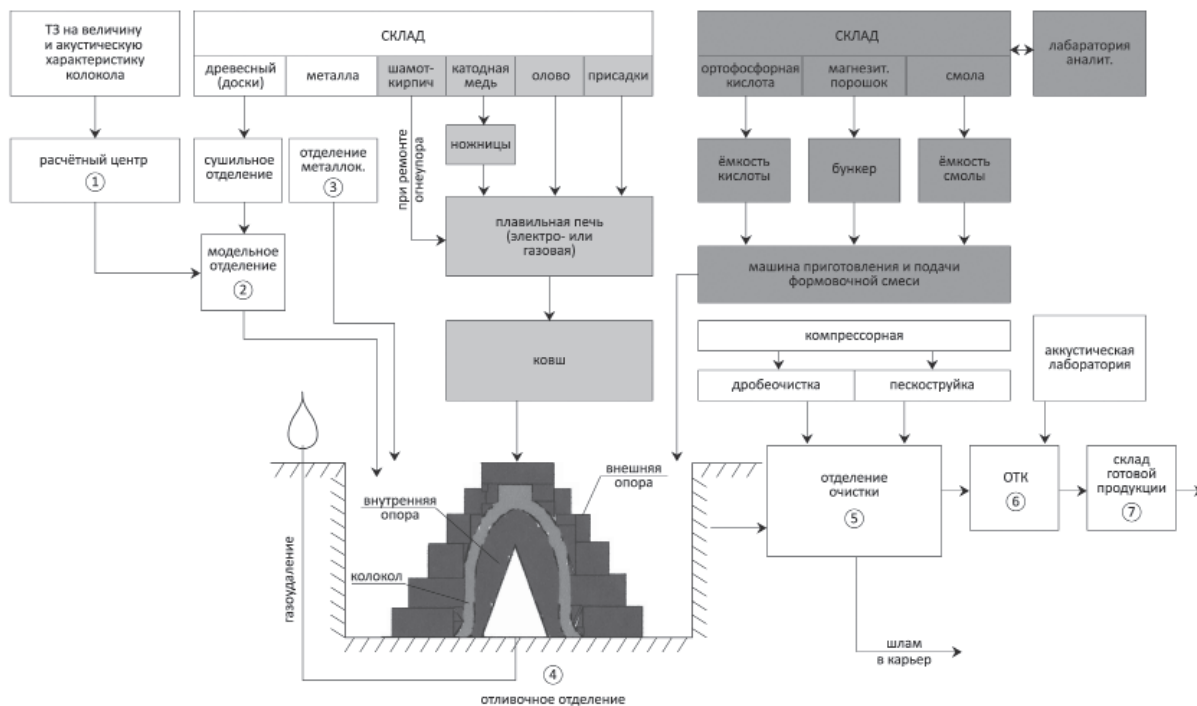 ТЗ на величину
и акустическую
характеристику
колокола
СКЛАД
древесный
(доски)
металла
шамот-
кирпич
катодная
медь
олово
присадки
СКЛАД
ортофосфорная
кислота
магнезит.
порошок
смола
лабаратория
аналит.
расчётный центр
1
сушильное
отделение
отделение
металлок.
3
при ремонте
огнеупора
ножницы
ёмкость
кислоты
бункер
ёмкость
смолы
модельное
отделение
2
плавильная печь
(электро- или
газовая)
машина приготовления и подачи
формовочной смеси
ковш
компрессорная
дробеочистка
пескоструйка
аккустическая
лаборатория
газоудаление
внутренняя
опора
внешняя
опора
колокол
отделение
очистки
5
ОТК
6
склад
готовой
продукции
7
шлам
в карьер
4
отливочное отделение